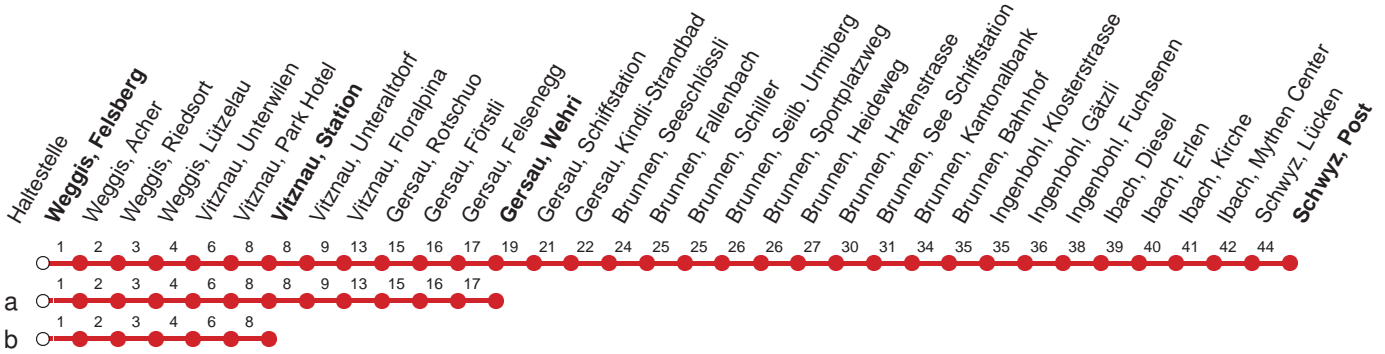 Haltestelle
Weggis, Felsberg
Weggis, Acher
Weggis, Riedsort
Weggis, Lützelau
Vitznau, Unterwilen
Vitznau, Park Hotel
Vitznau, Station
Vitznau, Unteraltdorf
Vitznau, Floralpina
Gersau, Rotschuo
Gersau, Förstli
Gersau, Felsenegg
Gersau, Wehri
Gersau, Schiffstation
Gersau, Kindli-Strandbad
Brunnen, Seeschlössli
Brunnen, Fallenbach
Brunnen, Schiller
Brunnen, Seilb. Urmiberg
Brunnen, Sportplatzweg
Brunnen, Heideweg
Brunnen, Hafenstrasse
Brunnen, See Schiffstation
Brunnen, Kantonalbank
Brunnen, Bahnhof
Ingenbohl, Klosterstrasse
Ingenbohl, Gätzli
Ingenbohl, Fuchsenen
Ibach, Diesel
Ibach, Erlen
Ibach, Kirche
Ibach, Mythen Center
Schwyz, Lücken
Schwyz, Post
1 2 3 4 6 8 8 9 13 15 16 17 19 21 22 24 25 25 26 26 27 30 31 34 35 35 36 38 39 40 41 42 44
a 1 2 3 4 6 8 8 9 13 15 16 17
b 1 2 3 4 6 8